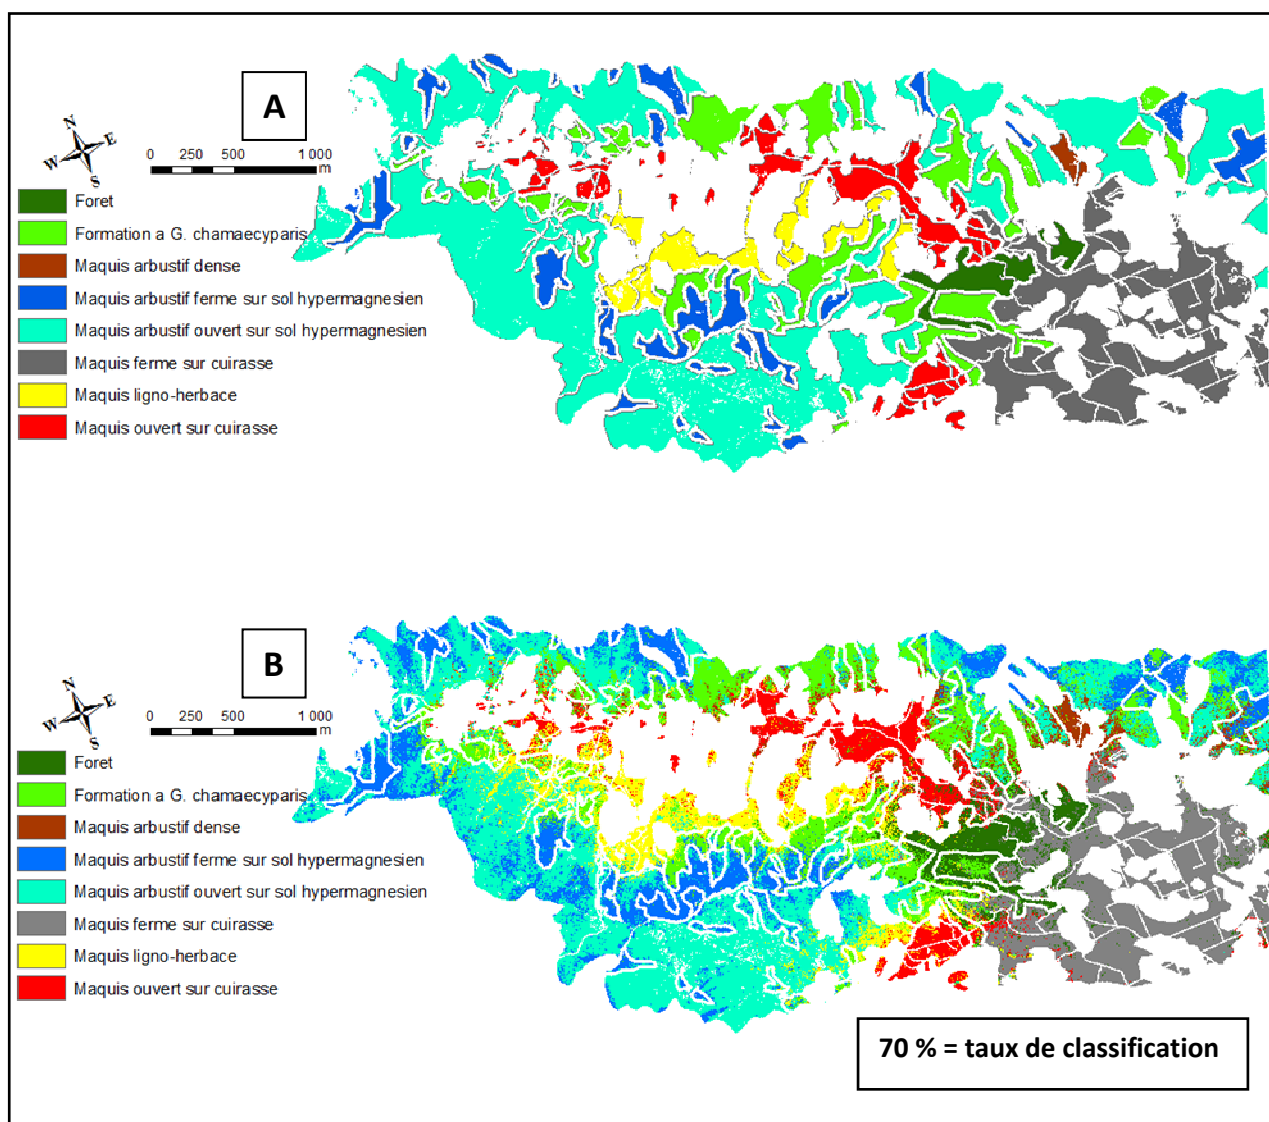 A
N
E
W
S
0 250 500 1 000
m
Foret
Formation a G. chamaecyparis
Maquis arbustif dense
Maquis arbustif ferme sur sol hypermagnesien
Maquis arbustif ouvert sur sol hypermagnesien
Maquis ferme sur cuirasse
Maquis ligno-herbace
Maquis ouvert sur cuirasse
B
N
E
W
S
0 250 500 1 000
m
Foret
Formation a G. chamaecyparis
Maquis arbustif dense
Maquis arbustif ferme sur sol hypermagnesien
Maquis arbustif ouvert sur sol hypermagnesien
Maquis ferme sur cuirasse
Maquis ligno-herbace
Maquis ouvert sur cuirasse
70 % = taux de classification